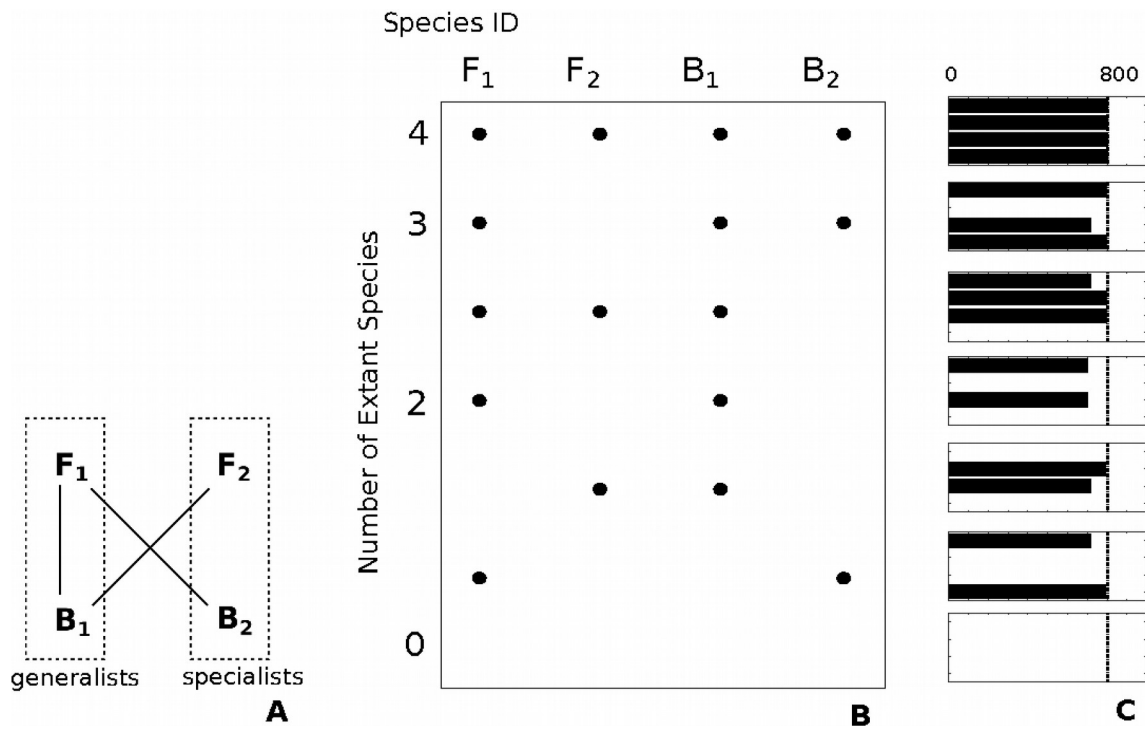 Species ID
F₁ F₂ B₁ B₂
0 800
4
3
2
0
Number of Extant Species
F₁ F₂
B₁ B₂
generalists specialists
A B C